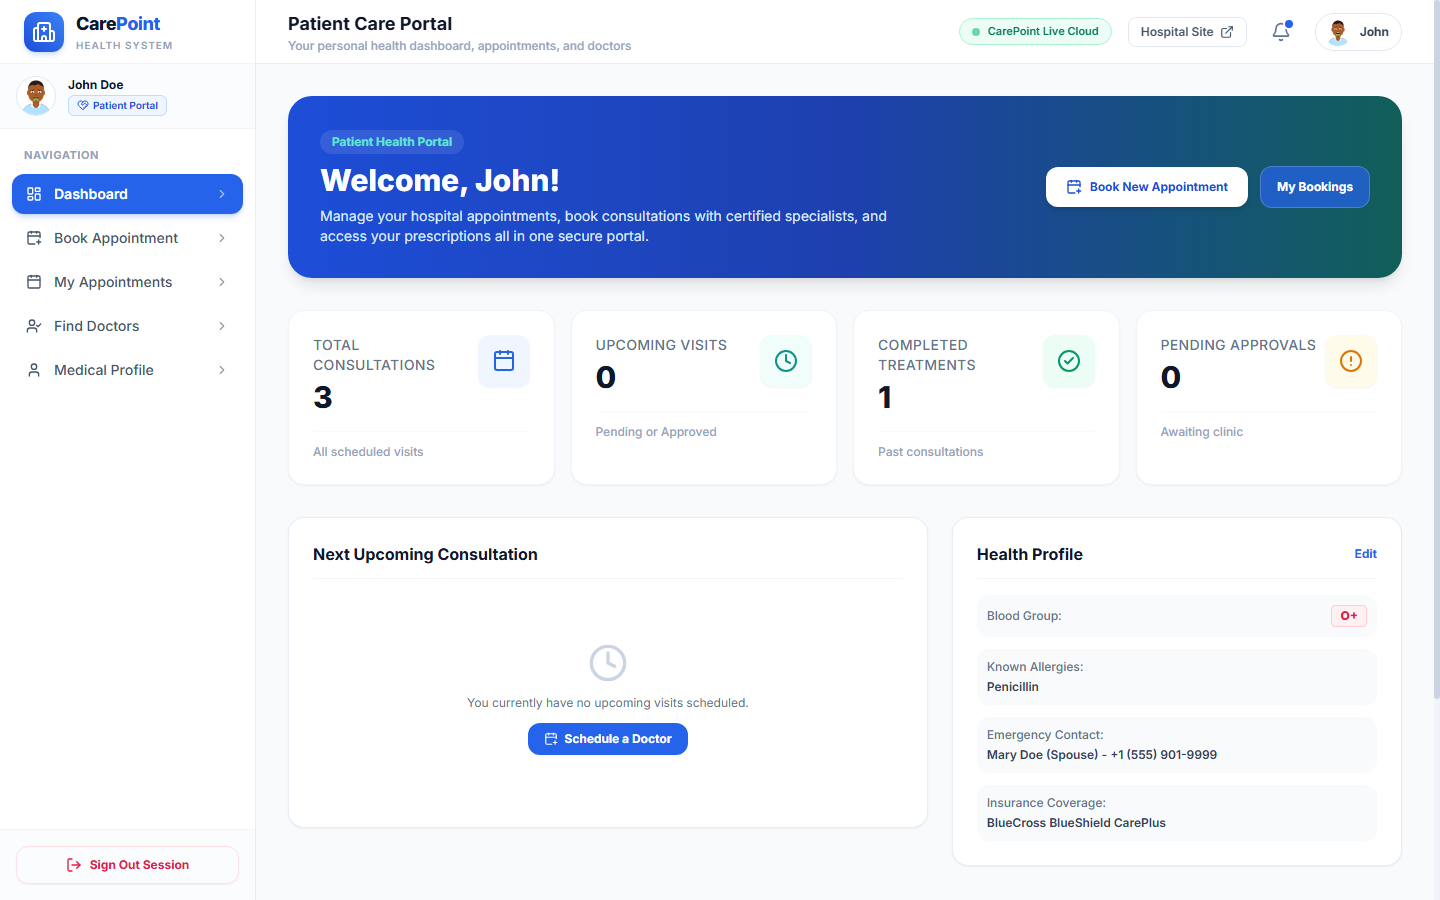 CarePoint
HEALTH SYSTEM
John Doe
Patient Portal
NAVIGATION
Dashboard
Book Appointment
My Appointments
Find Doctors
Medical Profile
Sign Out Session
Patient Care Portal
Your personal health dashboard, appointments, and doctors
CarePoint Live Cloud
Hospital Site
John
Patient Health Portal
Welcome, John!
Manage your hospital appointments, book consultations with certified specialists, and
access your prescriptions all in one secure portal.
Book New Appointment
My Bookings
TOTAL
CONSULTATIONS
3
All scheduled visits
UPCOMING VISITS
0
Pending or Approved
COMPLETED
TREATMENTS
1
Past consultations
PENDING APPROVALS
0
Awaiting clinic
Next Upcoming Consultation
You currently have no upcoming visits scheduled.
Schedule a Doctor
Health Profile
Edit
Blood Group:
O+
Known Allergies:
Penicillin
Emergency Contact:
Mary Doe (Spouse) - +1 (555) 901-9999
Insurance Coverage:
BlueCross BlueShield CarePlus